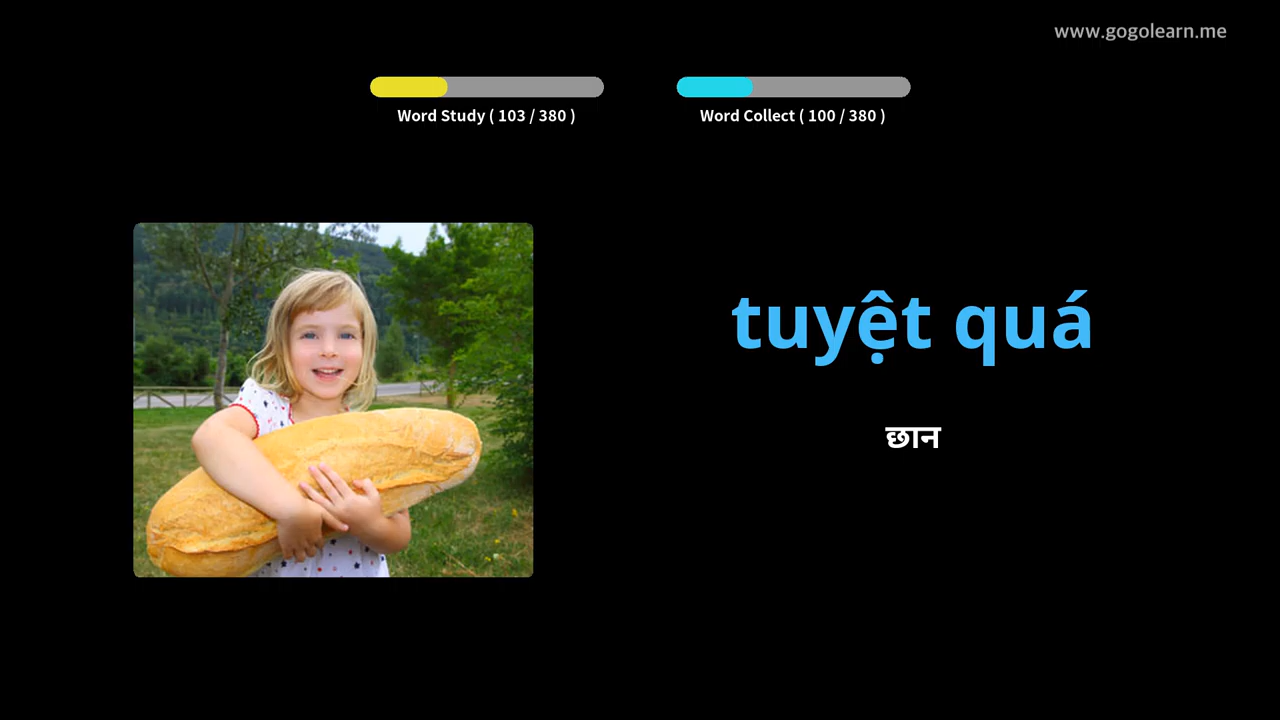 www.gogolearn.me
Word Study ( 103 / 380 )
Word Collect ( 100 / 380 )
tuyệt quá
छान